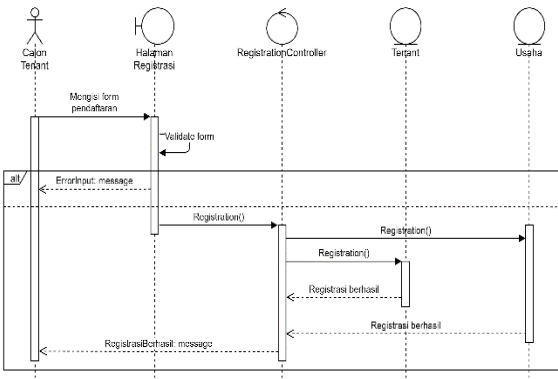 Calon
Tenant
Halaman
Registrasi
RegistrationController
Tenant
Usaha
Mengisi form
pendaftaran
Validate form
alt
ErrorInput: message
Registration()
Registration()
Registration()
Registrasi berhasil
Registrasi berhasil
RegistrasiBerhasil: message